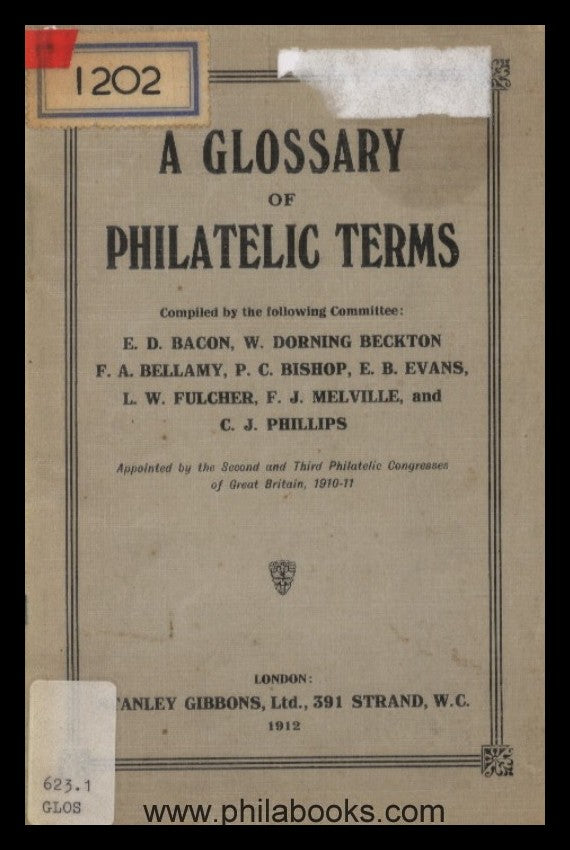 1202
A GLOSSARY
OF
PHILATELIC TERMS
Compiled by the following Committee:
E. D. BACON, W. DORNING BECKTON
F. A. BELLAMY, P. C. BISHOP, E. B. EVANS,
L. W. FULCHER, F. J. MELVILLE, and
C. J. PHILLIPS
Appointed by the Second and Third Philatelic Congresses
of Great Britain, 1910-11
LONDON:
TANLEY GIBBONS, Ltd., 391 STRAND, W.C.
1912
623.1
GLOS
www.philabooks.com